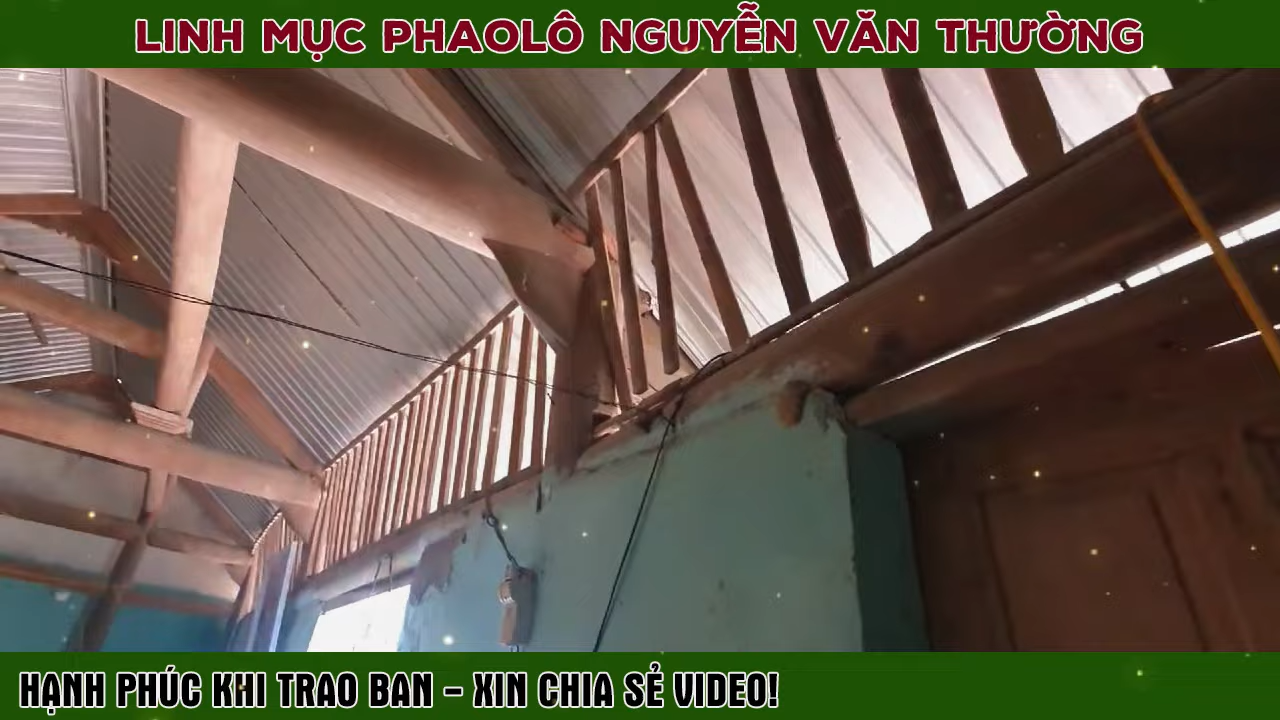 LINH MỤC PHAOLÔ NGUYỄN VĂN THƯỜNG
HẠNH PHÚC KHI TRAO BAN – XIN CHIA SẺ VIDEO!